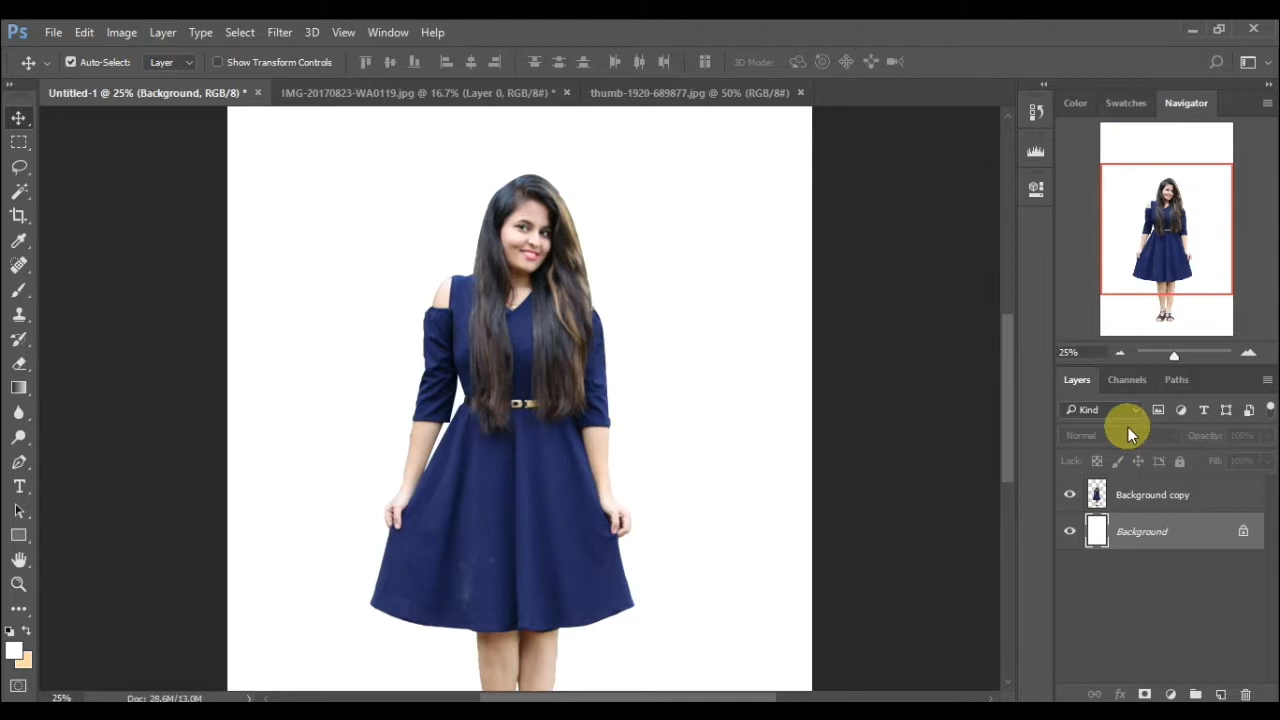 Ps File Edit Image Layer Type Select Filter 3D View Window Help
Auto-Select: Layer Show Transform Controls 3D Mode:
Untitled-1 @ 25% (Background, RGB/8) * × IMG-20170823-WA0119.jpg @ 16.7% (Layer 0, RGB/8#) * × thumb-1920-689877.jpg @ 50% (RGB/8#) ×
Color Swatches Navigator
25%
Layers Channels Paths
Kind
Normal Opacity: 100%
Lock: Fill: 100%
Background copy
Background
T
25% Doc: 28.6M/13.0M
fx